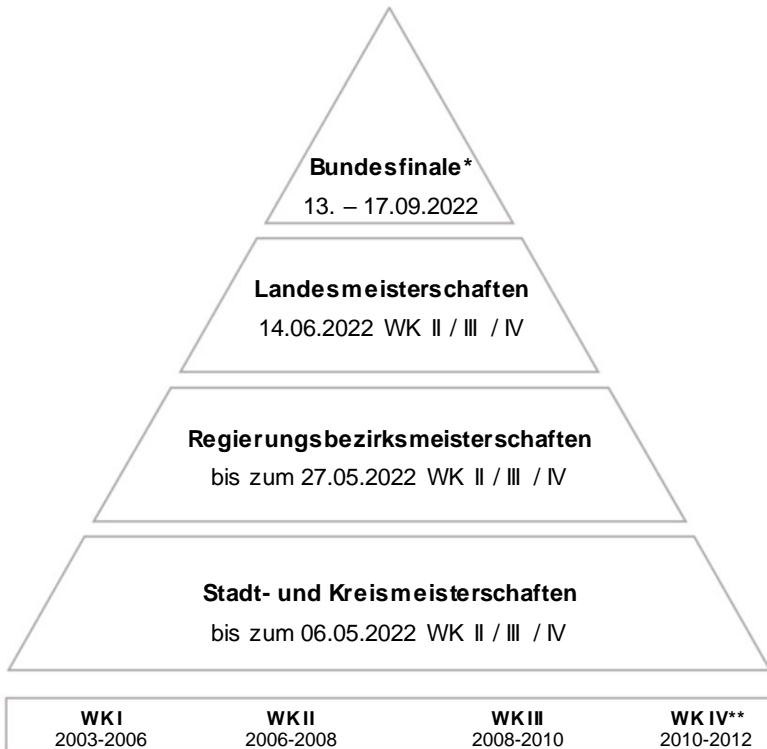 Bundesfinale*
13. – 17.09.2022
Landesmeisterschaften
14.06.2022 WK II / III / IV
Regierungsbezirksmeisterschaften
bis zum 27.05.2022 WK II / III / IV
Stadt- und Kreismeisterschaften
bis zum 06.05.2022 WK II / III / IV
WK I WK II WK III WK IV**
2003-2006 2006-2008 2008-2010 2010-2012